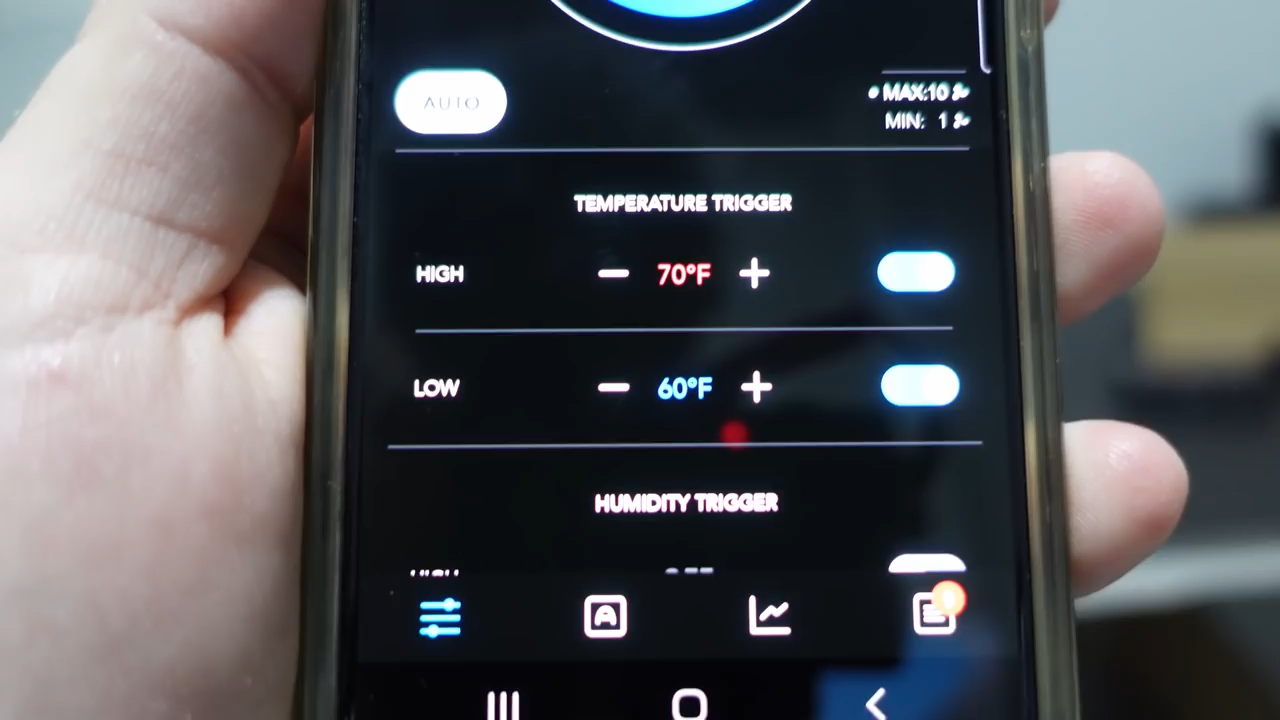 AUTO
MAX:10
MIN: 1
TEMPERATURE TRIGGER
HIGH
70°F
LOW
60°F
HUMIDITY TRIGGER
A